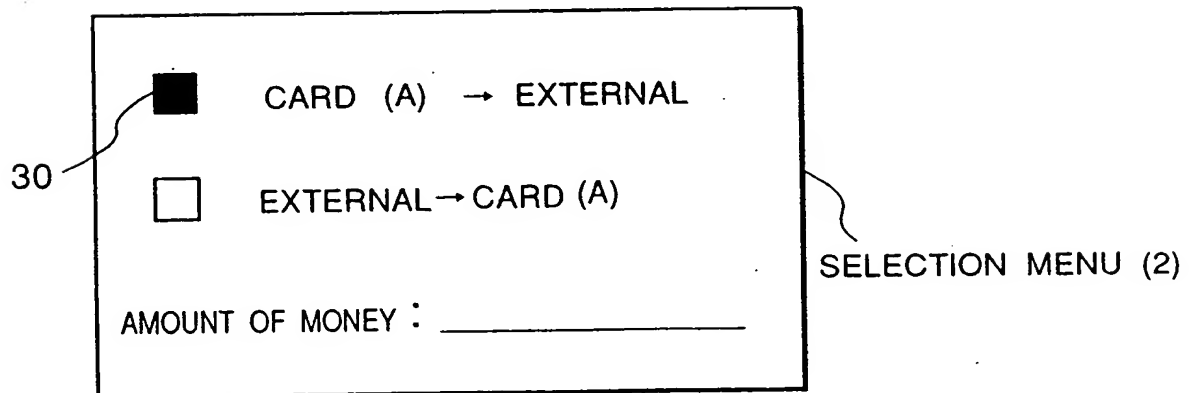 CARD (A) → EXTERNAL
30
EXTERNAL → CARD (A)
SELECTION MENU (2)
AMOUNT OF MONEY :